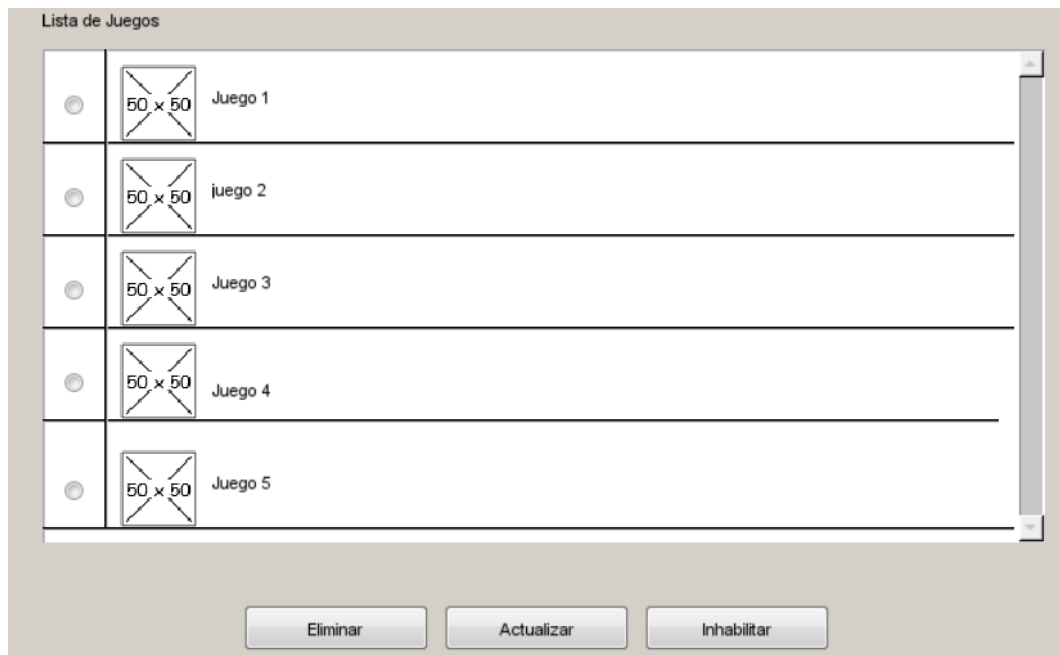 Lista de Juegos
50 x 50 Juego 1
50 x 50 juego 2
50 x 50 Juego 3
50 x 50 Juego 4
50 x 50 Juego 5
Eliminar Actualizar Inhabilitar